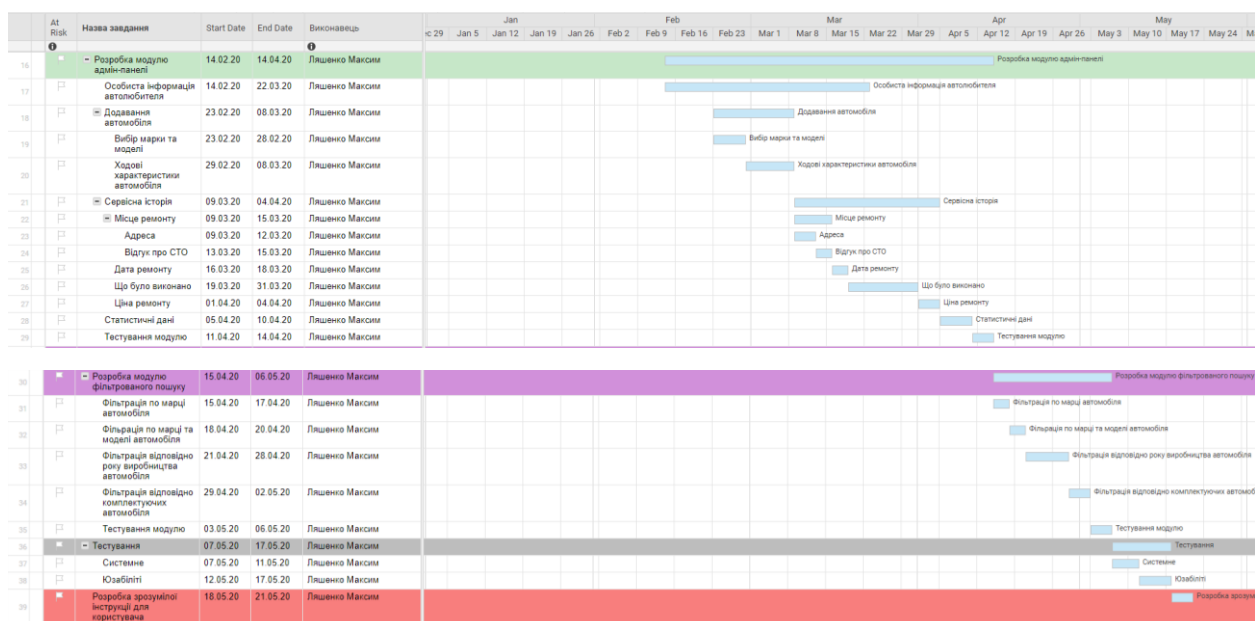 At Risk Назва завдання Start Date End Date Виконавець
Jan Feb Mar Apr May
ec 29 Jan 5 Jan 12 Jan 19 Jan 26 Feb 2 Feb 9 Feb 16 Feb 23 Mar 1 Mar 8 Mar 15 Mar 22 Mar 29 Apr 5 Apr 12 Apr 19 Apr 26 May 3 May 10 May 17 May 24 M
16 Розробка модулю адмін-панелі 14.02.20 14.04.20 Ляшенко Максим Розробка модулю адмін-панелі
17 Особиста інформація автолюбителя 14.02.20 22.03.20 Ляшенко Максим Особиста інформація автолюбителя
18 Додавання автомобіля 23.02.20 08.03.20 Ляшенко Максим Додавання автомобіля
19 Вибір марки та моделі 23.02.20 28.02.20 Ляшенко Максим Вибір марки та моделі
20 Ходові характеристики автомобіля 29.02.20 08.03.20 Ляшенко Максим Ходові характеристики автомобіля
21 Сервісна історія 09.03.20 04.04.20 Ляшенко Максим Сервісна історія
22 Місце ремонту 09.03.20 15.03.20 Ляшенко Максим Місце ремонту
23 Адреса 09.03.20 12.03.20 Ляшенко Максим Адреса
24 Відгук про СТО 13.03.20 15.03.20 Ляшенко Максим Відгук про СТО
25 Дата ремонту 16.03.20 18.03.20 Ляшенко Максим Дата ремонту
26 Що було виконано 19.03.20 31.03.20 Ляшенко Максим Що було виконано
27 Ціна ремонту 01.04.20 04.04.20 Ляшенко Максим Ціна ремонту
28 Статистичні дані 05.04.20 10.04.20 Ляшенко Максим Статистичні дані
29 Тестування модулю 11.04.20 14.04.20 Ляшенко Максим Тестування модулю
30 Розробка модулю фільтрованого пошуку 15.04.20 06.05.20 Ляшенко Максим Розробка модулю фільтрованого пошуку
31 Фільтрація по марці автомобіля 15.04.20 17.04.20 Ляшенко Максим Фільтрація по марці автомобіля
32 Фільрація по марці та моделі автомобіля 18.04.20 20.04.20 Ляшенко Максим Фільрація по марці та моделі автомобіля
33 Фільтрація відповідно року виробництва автомобіля 21.04.20 28.04.20 Ляшенко Максим Фільтрація відповідно року виробництва автомобіля
34 Фільтрація відповідно комплектуючих автомобіля 29.04.20 02.05.20 Ляшенко Максим Фільтрація відповідно комплектуючих автомоб
35 Тестування модулю 03.05.20 06.05.20 Ляшенко Максим Тестування модулю
36 Тестування 07.05.20 17.05.20 Ляшенко Максим Тестування
37 Системне 07.05.20 11.05.20 Ляшенко Максим Системне
38 Юзабіліті 12.05.20 17.05.20 Ляшенко Максим Юзабіліті
39 Розробка зрозумілої інструкції для користувача 18.05.20 21.05.20 Ляшенко Максим Розробка зрозум